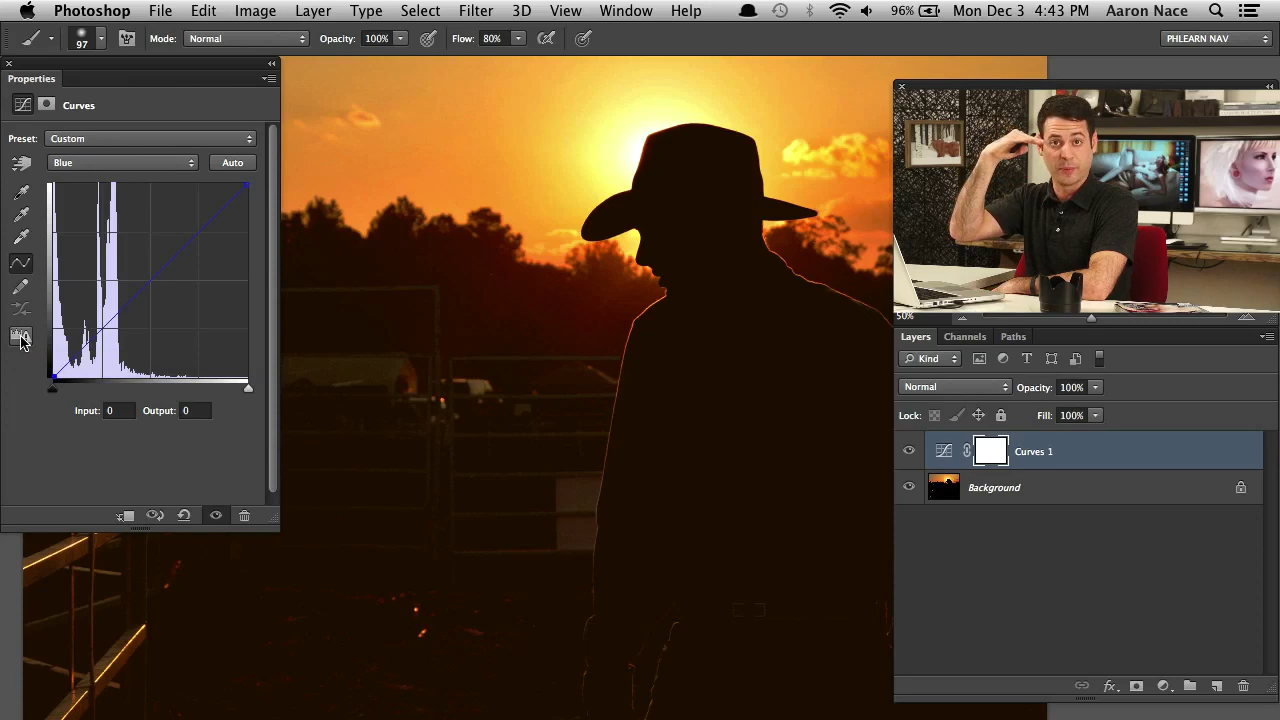 Photoshop File Edit Image Layer Type Select Filter 3D View Window Help 96% Mon Dec 3 4:43 PM Aaron Nace
97 Mode: Normal Opacity: 100% Flow: 80% PHLEARN NAV
Properties
Curves
Preset: Custom
Blue Auto
Input: 0 Output: 0
50%
Layers Channels Paths
Kind
Normal Opacity: 100%
Lock: Fill: 100%
Curves 1
Background